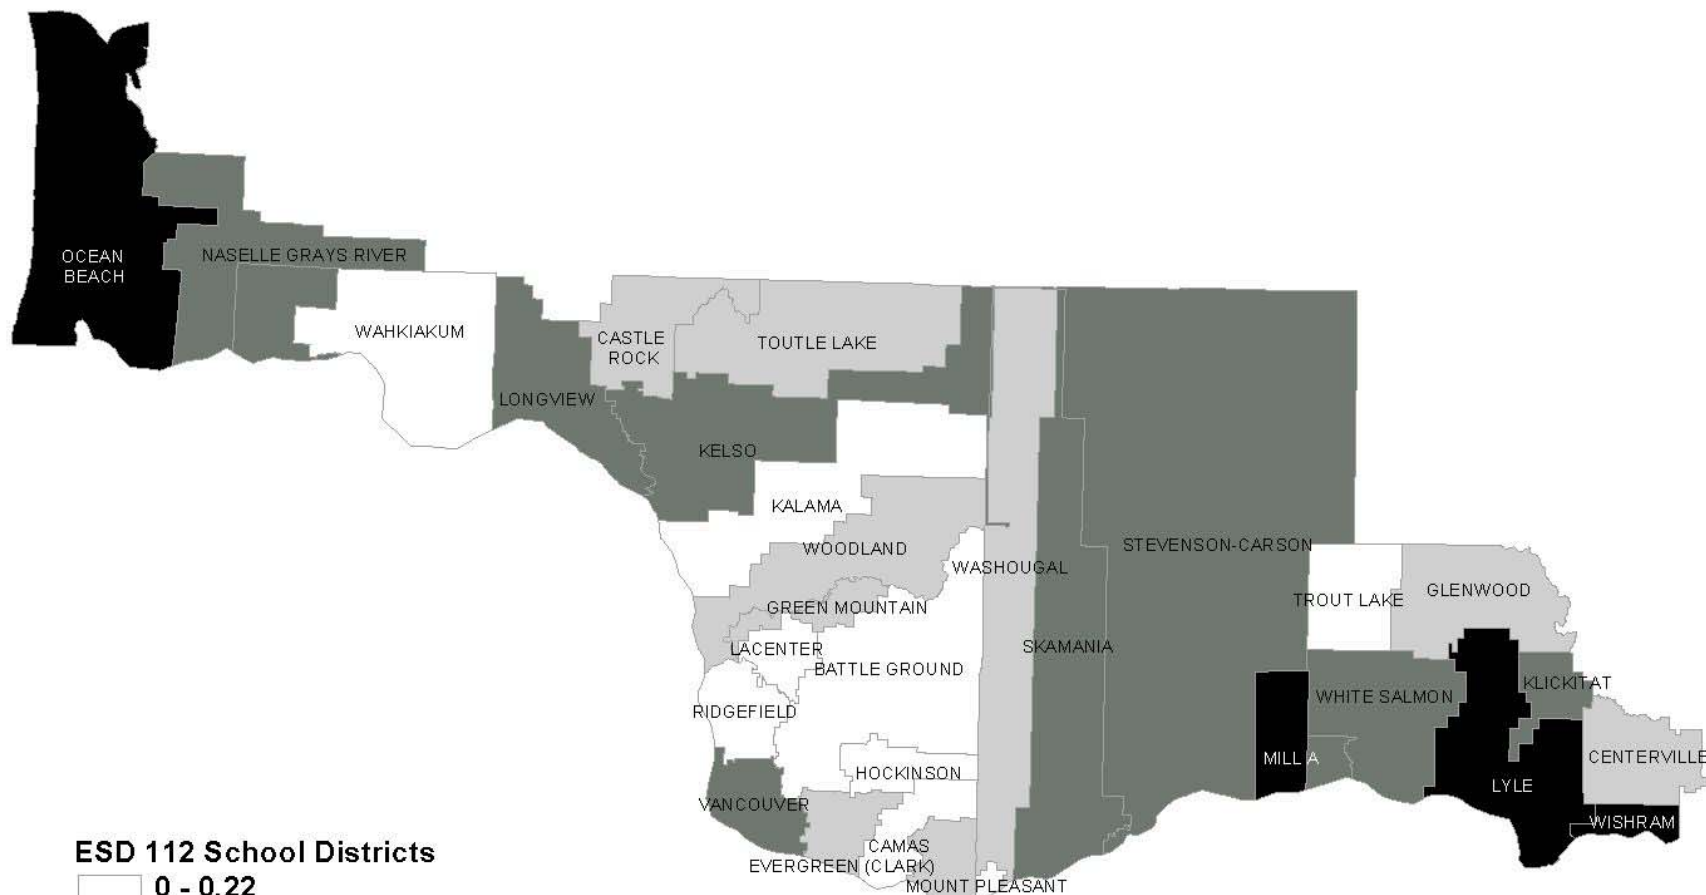 OCEAN
BEACH
NASELLE GRAYS RIVER
WAHKIAKUM
LONGVIEW
CASTLE
ROCK
TOUTLE LAKE
KELSO
KALAMA
WOODLAND
WASHOUGAL
STEVENSON-CARSON
GREEN MOUNTAIN
TROUT LAKE
GLENWOOD
LACENTER
BATTLE GROUND
SKAMANIA
RIDGEFIELD
WHITE SALMON
KLICKITAT
HOCKINSON
MILL A
LYLE
CENTERVILLE
VANCOUVER
WISHRAM
CAMAS
EVERGREEN (CLARK)
MOUNT PLEASANT
ESD 112 School Districts
0 - 0.22